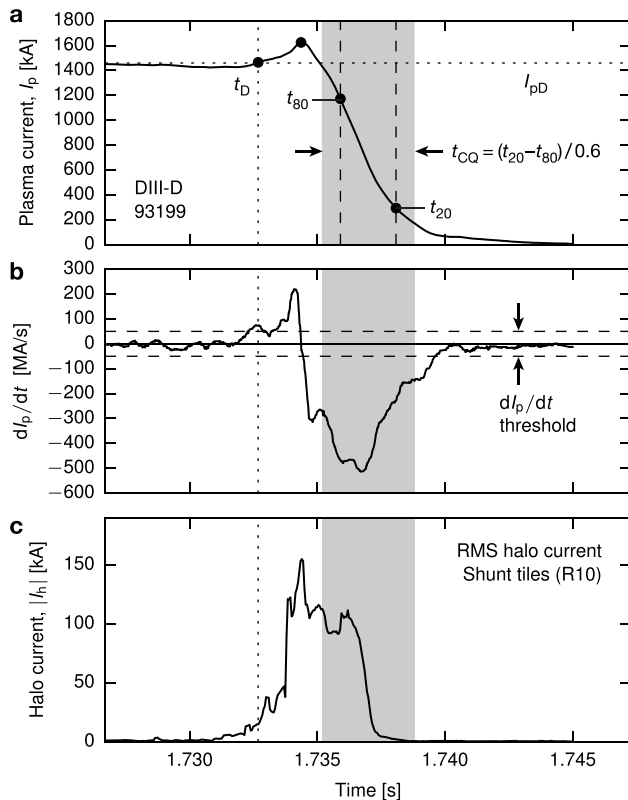 a
1800
1600
1400
1200
1000
800
600
400
200
0
Plasma current, Ip [kA]
tD
t80
IpD
tCQ = (t20−t80) / 0.6
t20
DIII-D
93199
b
300
200
100
0
−100
−200
−300
−400
−500
−600
dIp/dt [MA/s]
dIp/dt
threshold
c
150
100
50
0
Halo current, |Ih| [kA]
RMS halo current
Shunt tiles (R10)
1.730 1.735 1.740 1.745
Time [s]